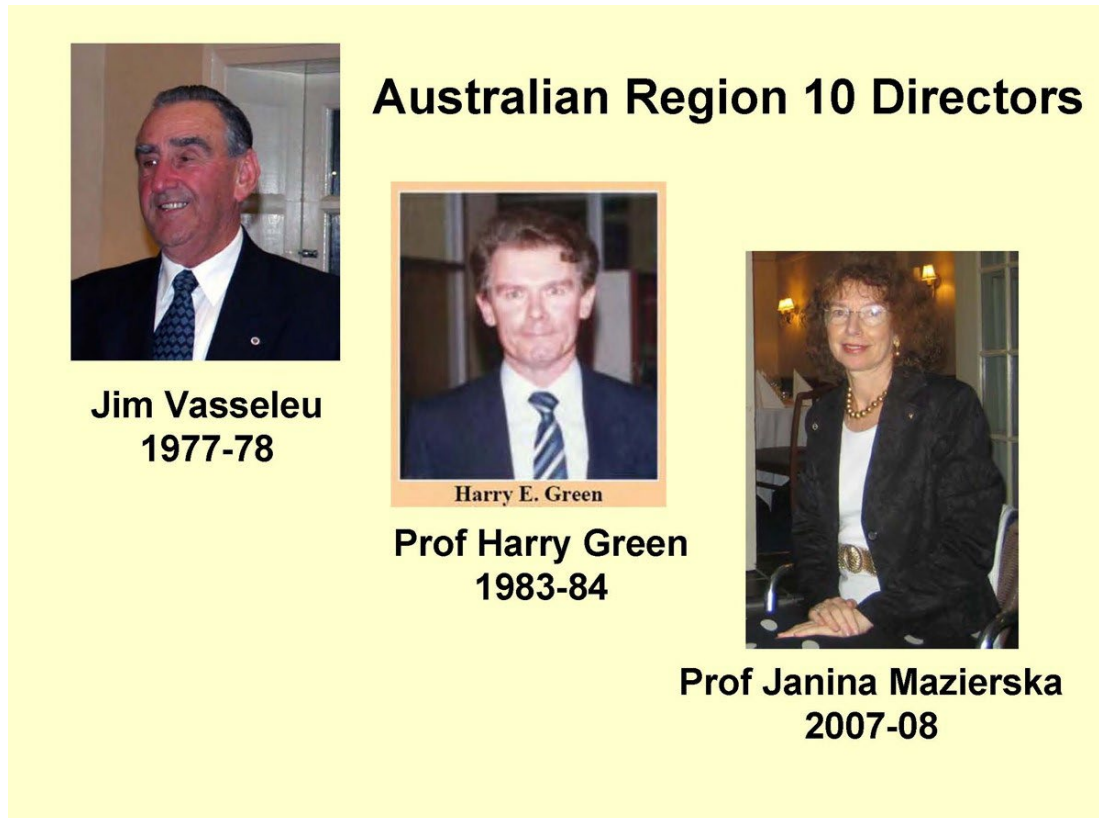 Australian Region 10 Directors
Jim Vasseleu
1977-78
Harry E. Green
Prof Harry Green
1983-84
Prof Janina Mazierska
2007-08